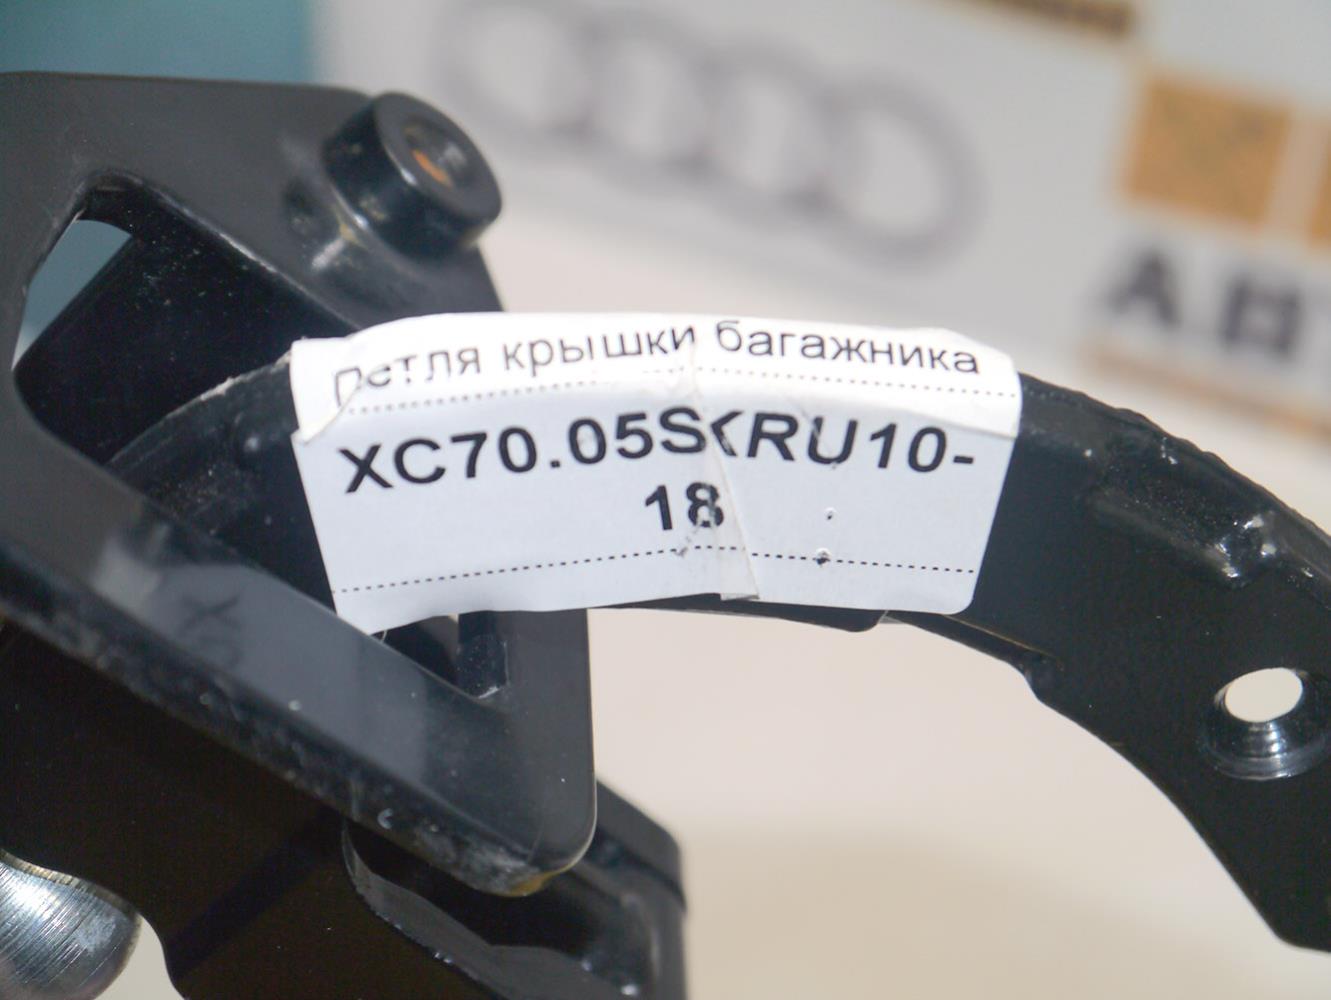 Петля крышки багажника
XC70.05SKRU10-
18